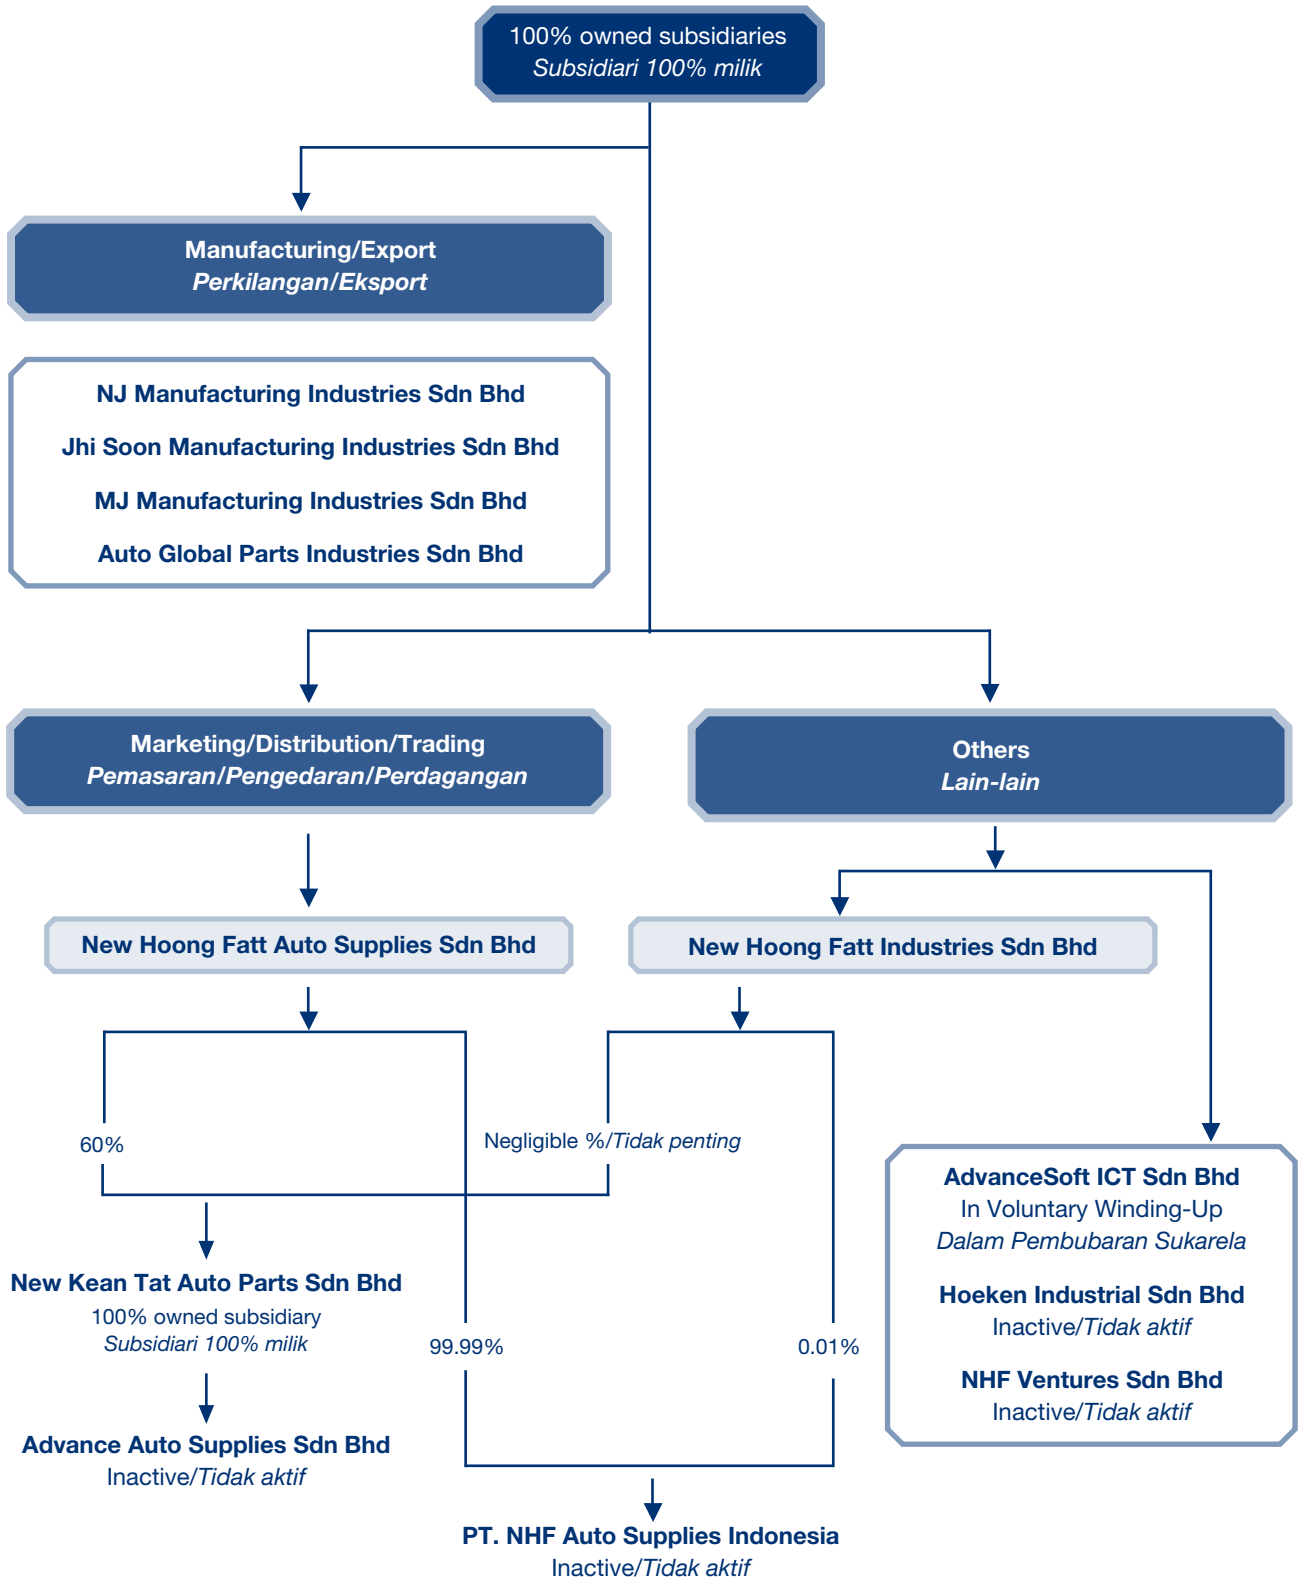 100% owned subsidiaries
Subsidiari 100% milik
Manufacturing/Export
Perkilangan/Eksport
NJ Manufacturing Industries Sdn Bhd
Jhi Soon Manufacturing Industries Sdn Bhd
MJ Manufacturing Industries Sdn Bhd
Auto Global Parts Industries Sdn Bhd
Marketing/Distribution/Trading
Pemasaran/Pengedaran/Perdagangan
Others
Lain-lain
New Hoong Fatt Auto Supplies Sdn Bhd
New Hoong Fatt Industries Sdn Bhd
60%
Negligible %/Tidak penting
New Kean Tat Auto Parts Sdn Bhd
100% owned subsidiary
Subsidiari 100% milik
99.99%
0.01%
AdvanceSoft ICT Sdn Bhd
In Voluntary Winding-Up
Dalam Pembubaran Sukarela
Hoeken Industrial Sdn Bhd
Inactive/Tidak aktif
NHF Ventures Sdn Bhd
Inactive/Tidak aktif
Advance Auto Supplies Sdn Bhd
Inactive/Tidak aktif
PT. NHF Auto Supplies Indonesia
Inactive/Tidak aktif